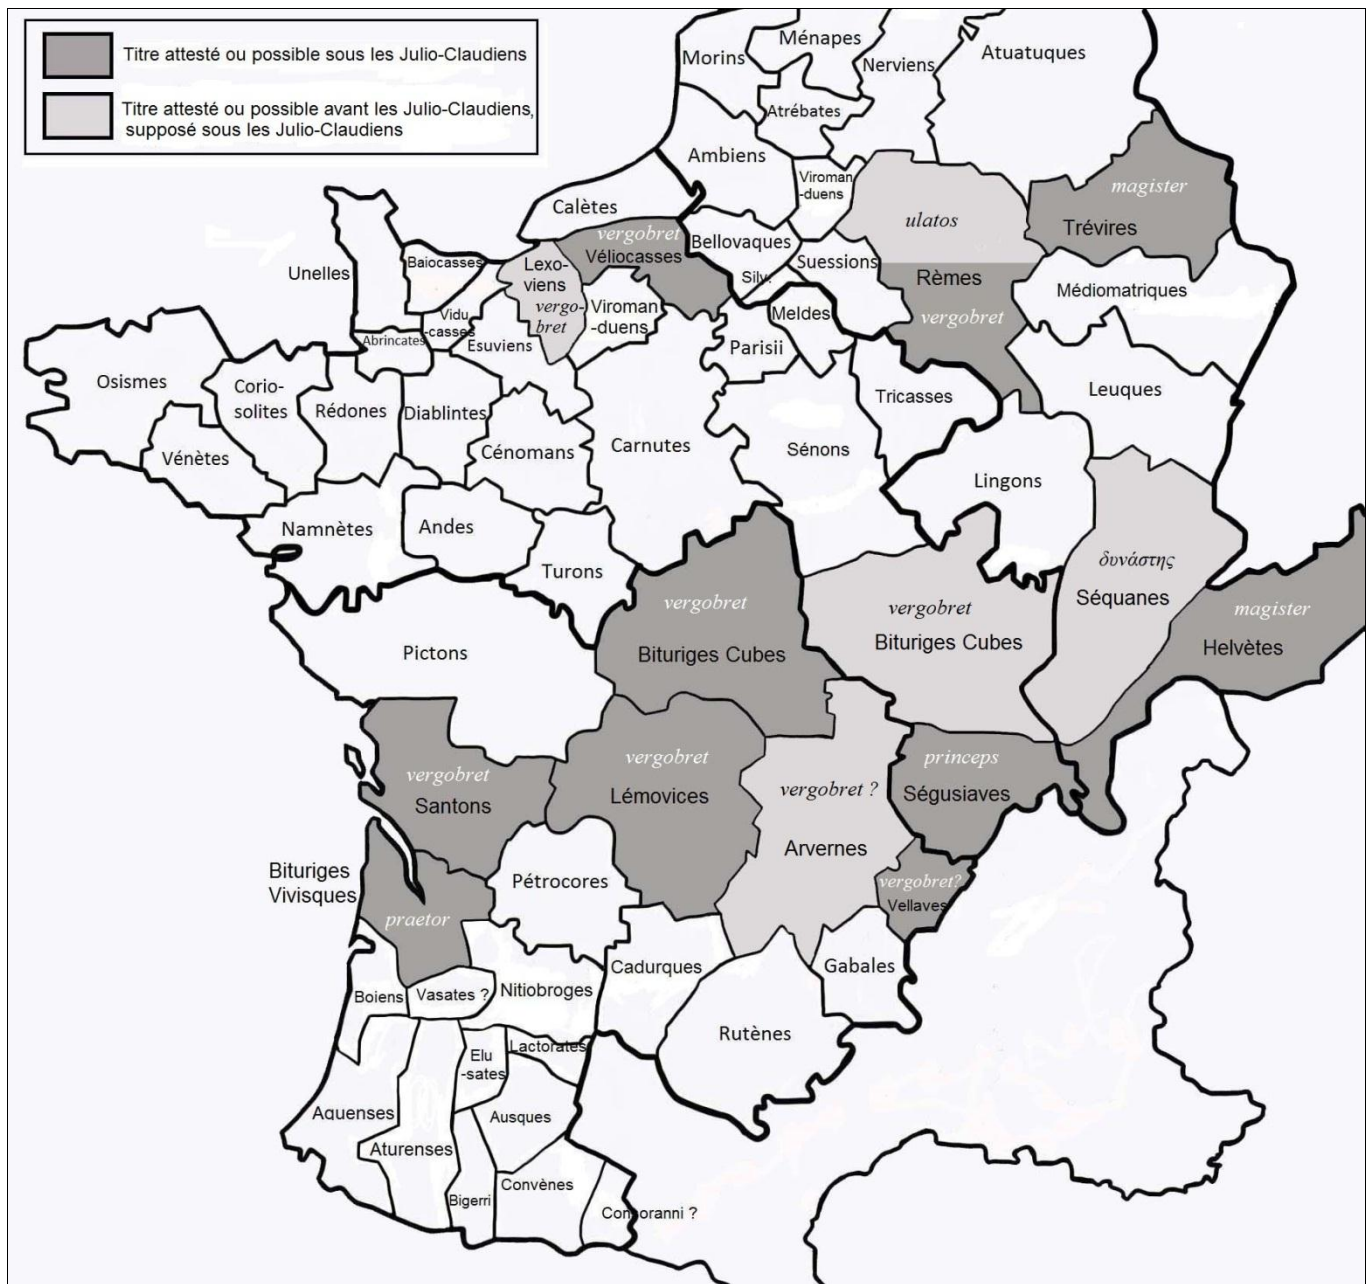 Titre attesté ou possible sous les Julio-Claudiens
Titre attesté ou possible avant les Julio-Claudiens,
supposé sous les Julio-Claudiens
Ménapes
Morins
Nerviens
Atuatuques
Atrébates
Ambiens
Viroman
-duens
magister
Trévires
ulatos
Calètes
vergobret
Véliocasses
Bellovaques
Suessions
Silv.
Rèmes
vergobret
Médiomatriques
Unelles
Baiocasses
Lexo-
viens
vergo-
bret
Viroman
-duens
Vidu
-casses
Abrincates
Esuviens
Meldes
Parisii
Osismes
Corio-
solites
Rédones
Diablintes
Cénomans
Carnutes
Sénons
Tricasses
Leuques
Vénètes
Lingons
Namnètes
Andes
Turons
δυνάστης
Séquanes
vergobret
Bituriges Cubes
vergobret
Bituriges Cubes
magister
Helvètes
Pictons
vergobret
Santons
vergobret
Lémovices
vergobret ?
Arvernes
princeps
Ségusiaves
Bituriges
Vivisques
praetor
Pétrocores
vergobret?
Vellaves
Boiens
Vasates ?
Nitiobroges
Cadurques
Gabales
Rutènes
Elu
-sates
Lactorates
Aquenses
Aturenses
Ausques
Bigerri
Convènes
Consoranni ?